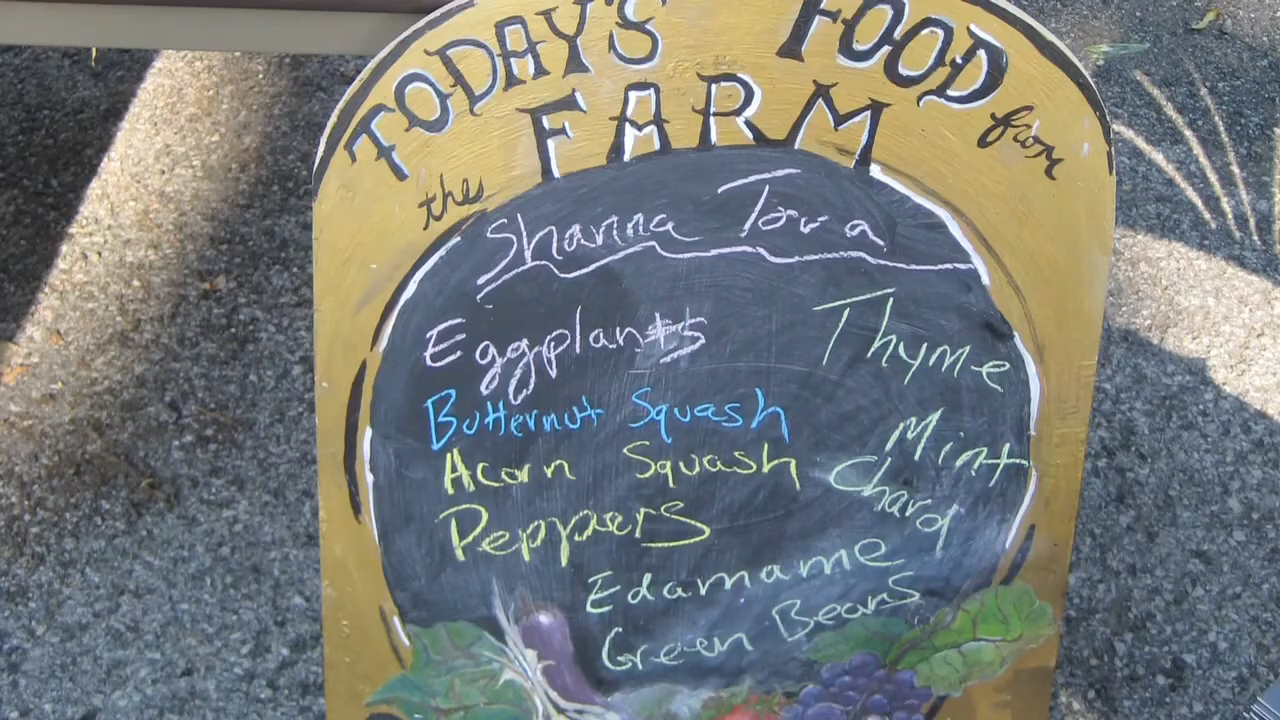 TODAY'S FOOD from
the FARM
Shanna Tova
Eggplants
Butternut Squash
Acorn Squash
Peppers
Thyme
Mint
Chard
Edamame
Green Beans